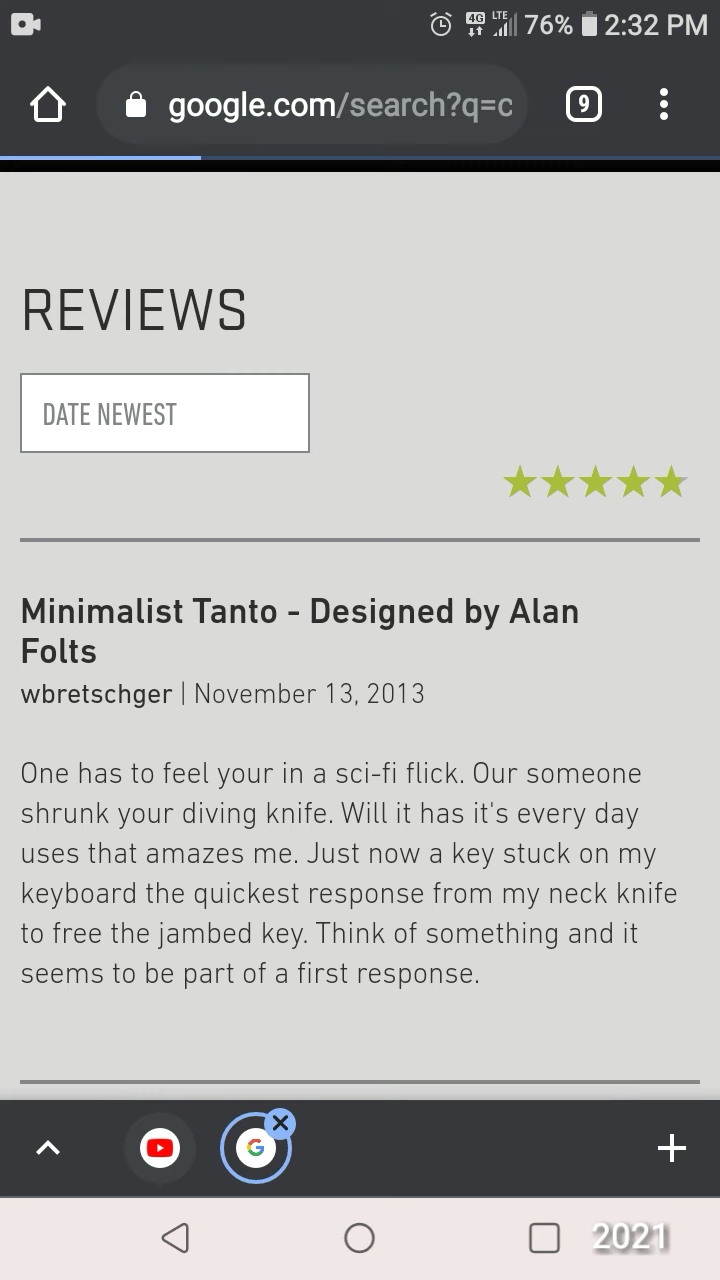 4G LTE 76% 2:32 PM
google.com/search?q=c
9
REVIEWS
DATE NEWEST
Minimalist Tanto - Designed by Alan
Folts
wbretschger | November 13, 2013
One has to feel your in a sci-fi flick. Our someone
shrunk your diving knife. Will it has it's every day
uses that amazes me. Just now a key stuck on my
keyboard the quickest response from my neck knife
to free the jambed key. Think of something and it
seems to be part of a first response.
G
2021